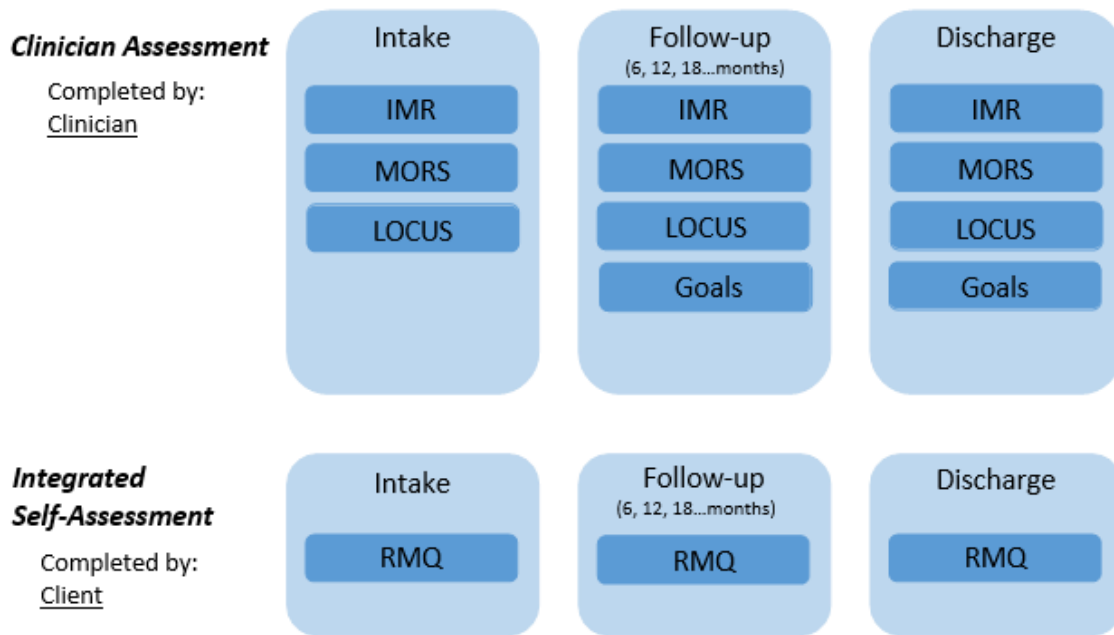 Clinician Assessment
Completed by:
Clinician
Intake
IMR
MORS
LOCUS
Follow-up
(6, 12, 18...months)
IMR
MORS
LOCUS
Goals
Discharge
IMR
MORS
LOCUS
Goals
Integrated
Self-Assessment
Completed by:
Client
Intake
RMQ
Follow-up
(6, 12, 18...months)
RMQ
Discharge
RMQ